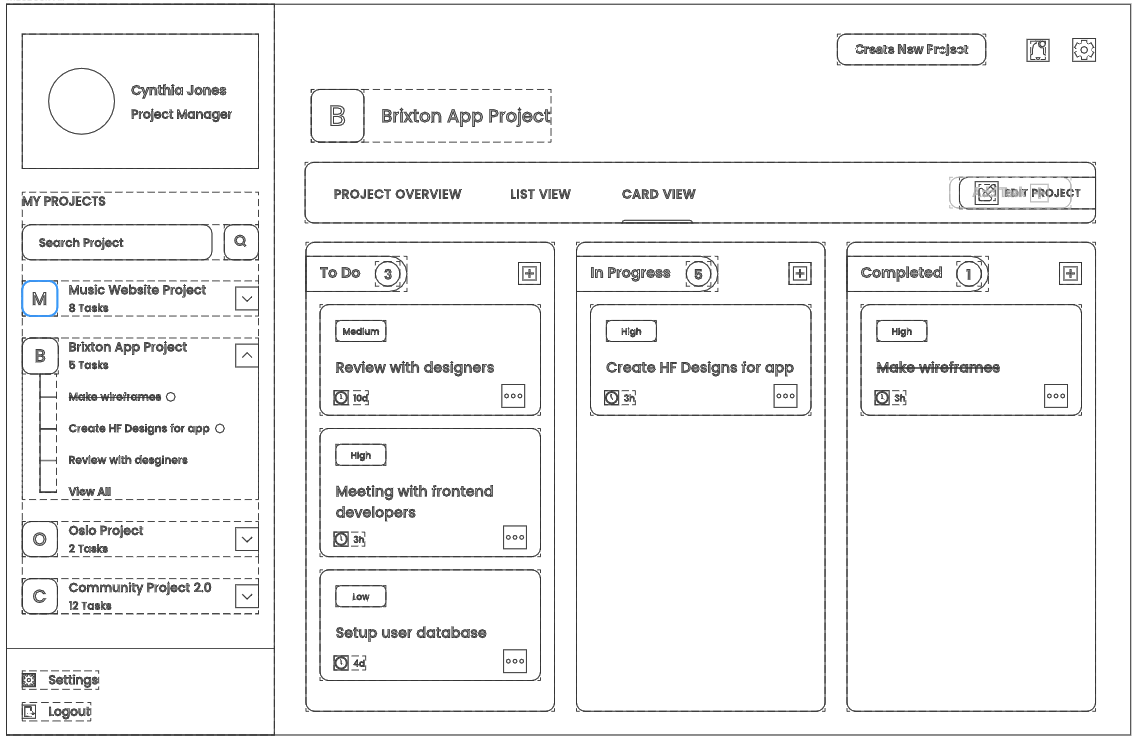 Cynthia Jones
Project Manager
MY PROJECTS
Search Project
M
Music Website Project
8 Tasks
B
Brixton App Project
5 Tasks
Make wireframes
Create HF Designs for app
Review with desginers
View All
O
Oslo Project
2 Tasks
C
Community Project 2.0
12 Tasks
Settings
Logout
Create New Project
B
Brixton App Project
PROJECT OVERVIEW
LIST VIEW
CARD VIEW
EDIT PROJECT
To Do
3
Medium
Review with designers
10d
High
Meeting with frontend
developers
3h
Low
Setup user database
4d
In Progress
5
High
Create HF Designs for app
3h
Completed
1
High
Make wireframes
3h